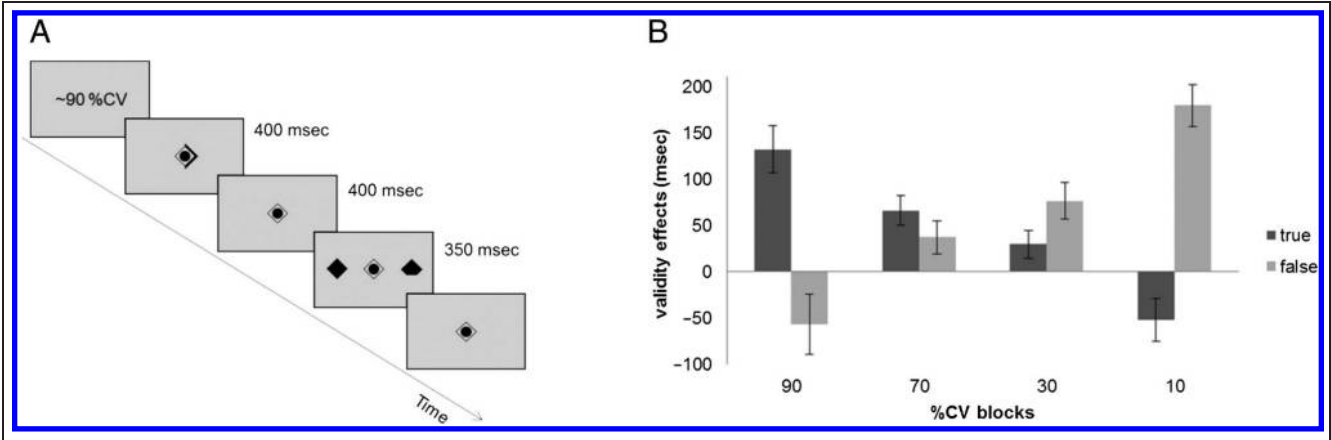 A
~90 %CV
400 msec
400 msec
350 msec
Time
B
validity effects (msec)
200
150
100
50
0
−50
−100
90 70 30 10
%CV blocks
true
false